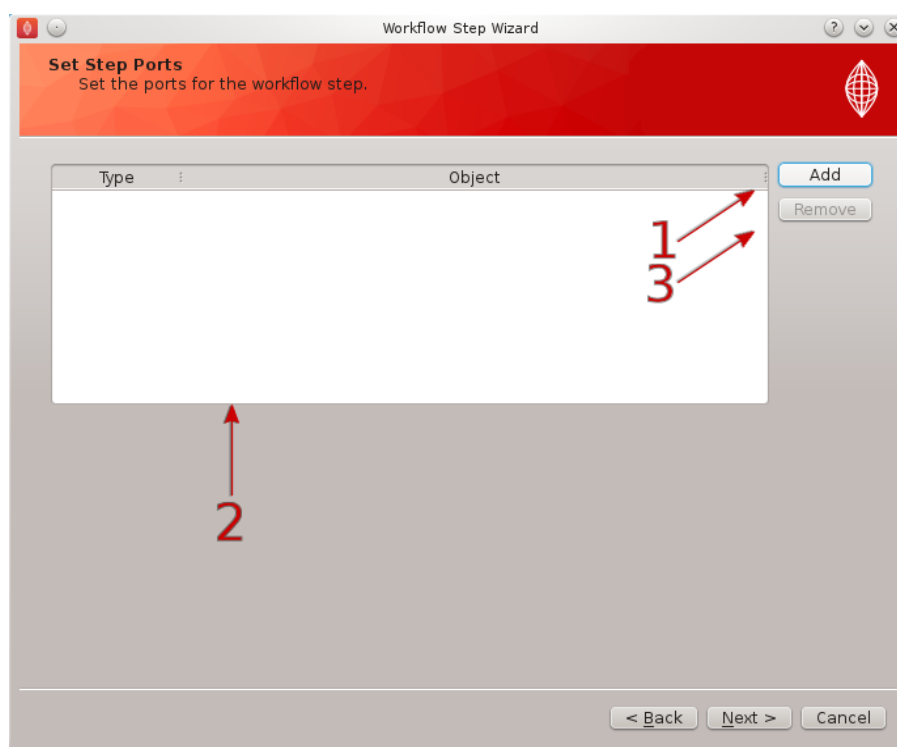 Workflow Step Wizard
Set Step Ports
Set the ports for the workflow step.
Type Object
Add
Remove
1
3
2
< Back Next > Cancel